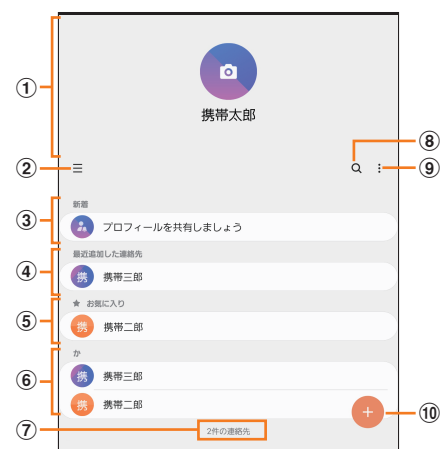 ①
携帯太郎
⑧
②
⑨
新着
③
プロフィールを共有しましょう
最近追加した連絡先
④
携 携帯三郎
★ お気に入り
⑤
携 携帯二郎
か
⑥
携 携帯三郎
携 携帯二郎
⑩
⑦
2件の連絡先